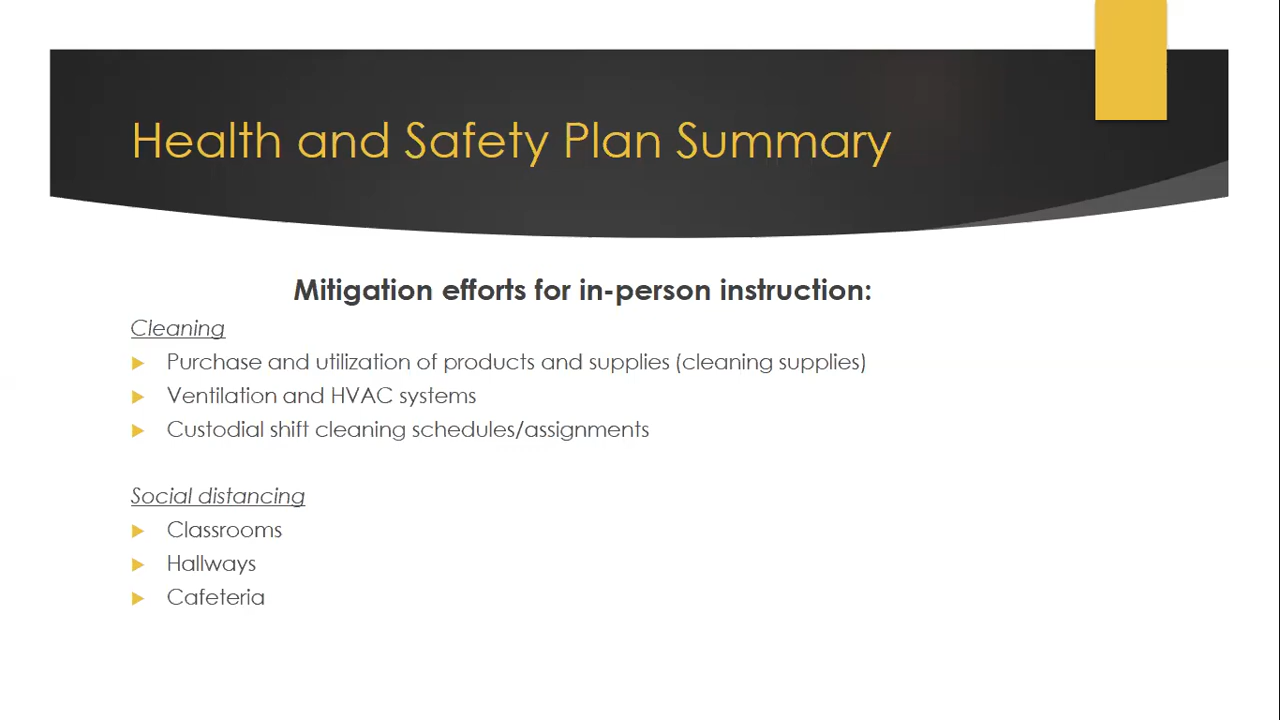 Health and Safety Plan Summary
Mitigation efforts for in-person instruction:
Cleaning
Purchase and utilization of products and supplies (cleaning supplies)
Ventilation and HVAC systems
Custodial shift cleaning schedules/assignments
Social distancing
Classrooms
Hallways
Cafeteria